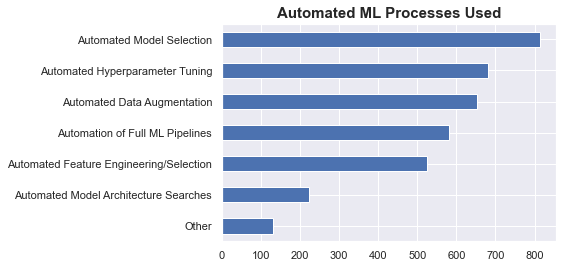 Automated ML Processes Used
Automated Model Selection
Automated Hyperparameter Tuning
Automated Data Augmentation
Automation of Full ML Pipelines
Automated Feature Engineering/Selection
Automated Model Architecture Searches
Other
0 100 200 300 400 500 600 700 800